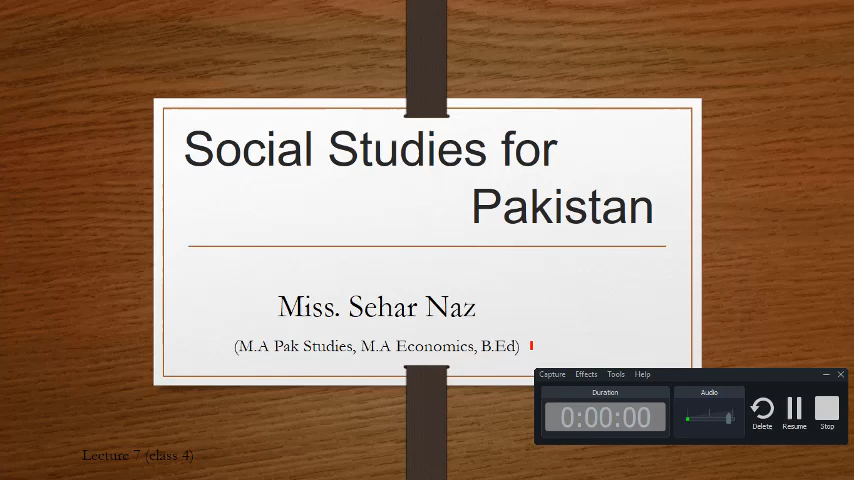 Social Studies for
Pakistan
Miss. Sehar Naz
(M.A Pak Studies, M.A Economics, B.Ed)
Capture Effects Tools Help
Duration
Audio
0:00:00
Delete Resume Stop
Lecture 7 (class 4)